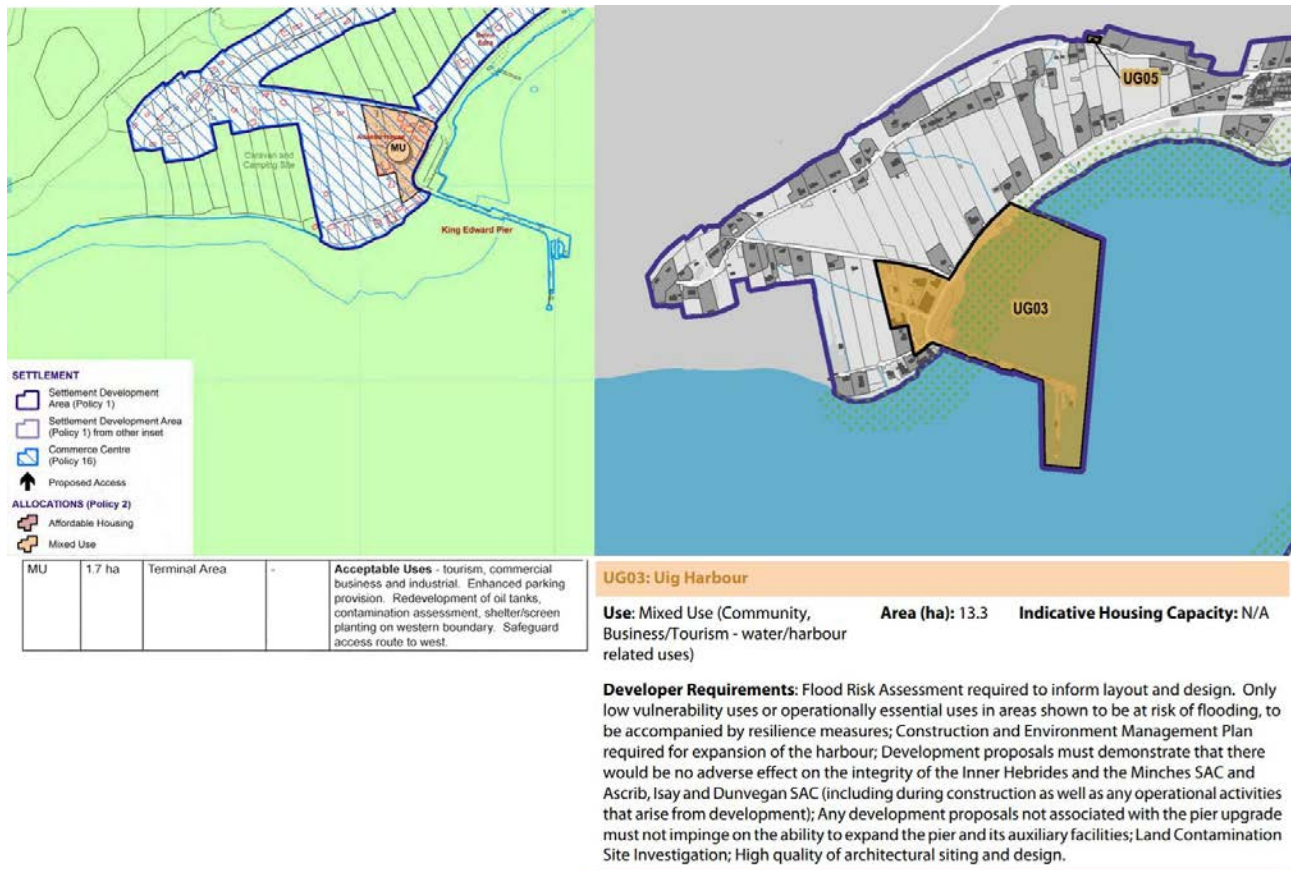 MU
Caravan and
Camping Site
King Edward Pier
SETTLEMENT
Settlement Development
Area (Policy 1)
Settlement Development Area
(Policy 1) from other inset
Commerce Centre
(Policy 16)
Proposed Access
ALLOCATIONS (Policy 2)
Affordable Housing
Mixed Use
MU 1.7 ha Terminal Area - Acceptable Uses - tourism, commercial
business and industrial. Enhanced parking
provision. Redevelopment of oil tanks,
contamination assessment, shelter/screen
planting on western boundary. Safeguard
access route to west.
UG05
UG03
UG03: Uig Harbour
Use: Mixed Use (Community, Area (ha): 13.3 Indicative Housing Capacity: N/A
Business/Tourism - water/harbour
related uses)
Developer Requirements: Flood Risk Assessment required to inform layout and design. Only
low vulnerability uses or operationally essential uses in areas shown to be at risk of flooding, to
be accompanied by resilience measures; Construction and Environment Management Plan
required for expansion of the harbour; Development proposals must demonstrate that there
would be no adverse effect on the integrity of the Inner Hebrides and the Minches SAC and
Ascrib, Isay and Dunvegan SAC (including during construction as well as any operational activities
that arise from development); Any development proposals not associated with the pier upgrade
must not impinge on the ability to expand the pier and its auxiliary facilities; Land Contamination
Site Investigation; High quality of architectural siting and design.